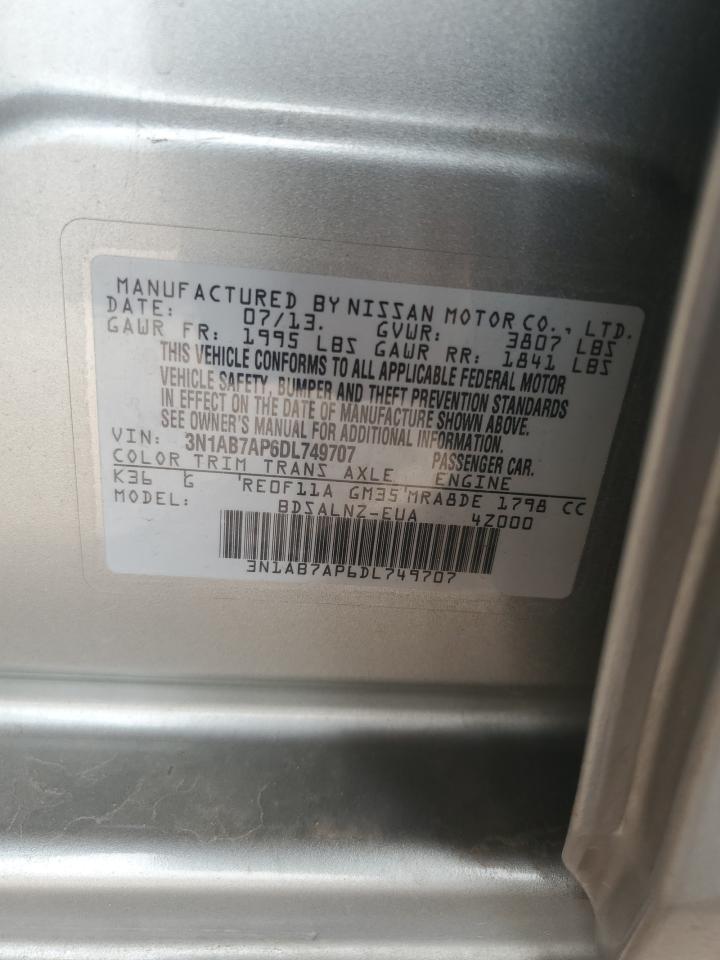 MANUFACTURED BY NISSAN MOTOR CO., LTD.
DATE: 07/13. GVWR: 3807 LBS
GAWR FR: 1995 LBS GAWR RR: 1841 LBS
THIS VEHICLE CONFORMS TO ALL APPLICABLE FEDERAL MOTOR
VEHICLE SAFETY, BUMPER AND THEFT PREVENTION STANDARDS
IN EFFECT ON THE DATE OF MANUFACTURE SHOWN ABOVE.
SEE OWNER'S MANUAL FOR ADDITIONAL INFORMATION.
VIN: 3N1AB7AP6DL749707 PASSENGER CAR.
COLOR TRIM TRANS AXLE ENGINE
K36 G RE0F11A GM35 MRA8DE 1798 CC
MODEL: BDSALNZ-EUA 4Z000
3N1AB7AP6DL749707